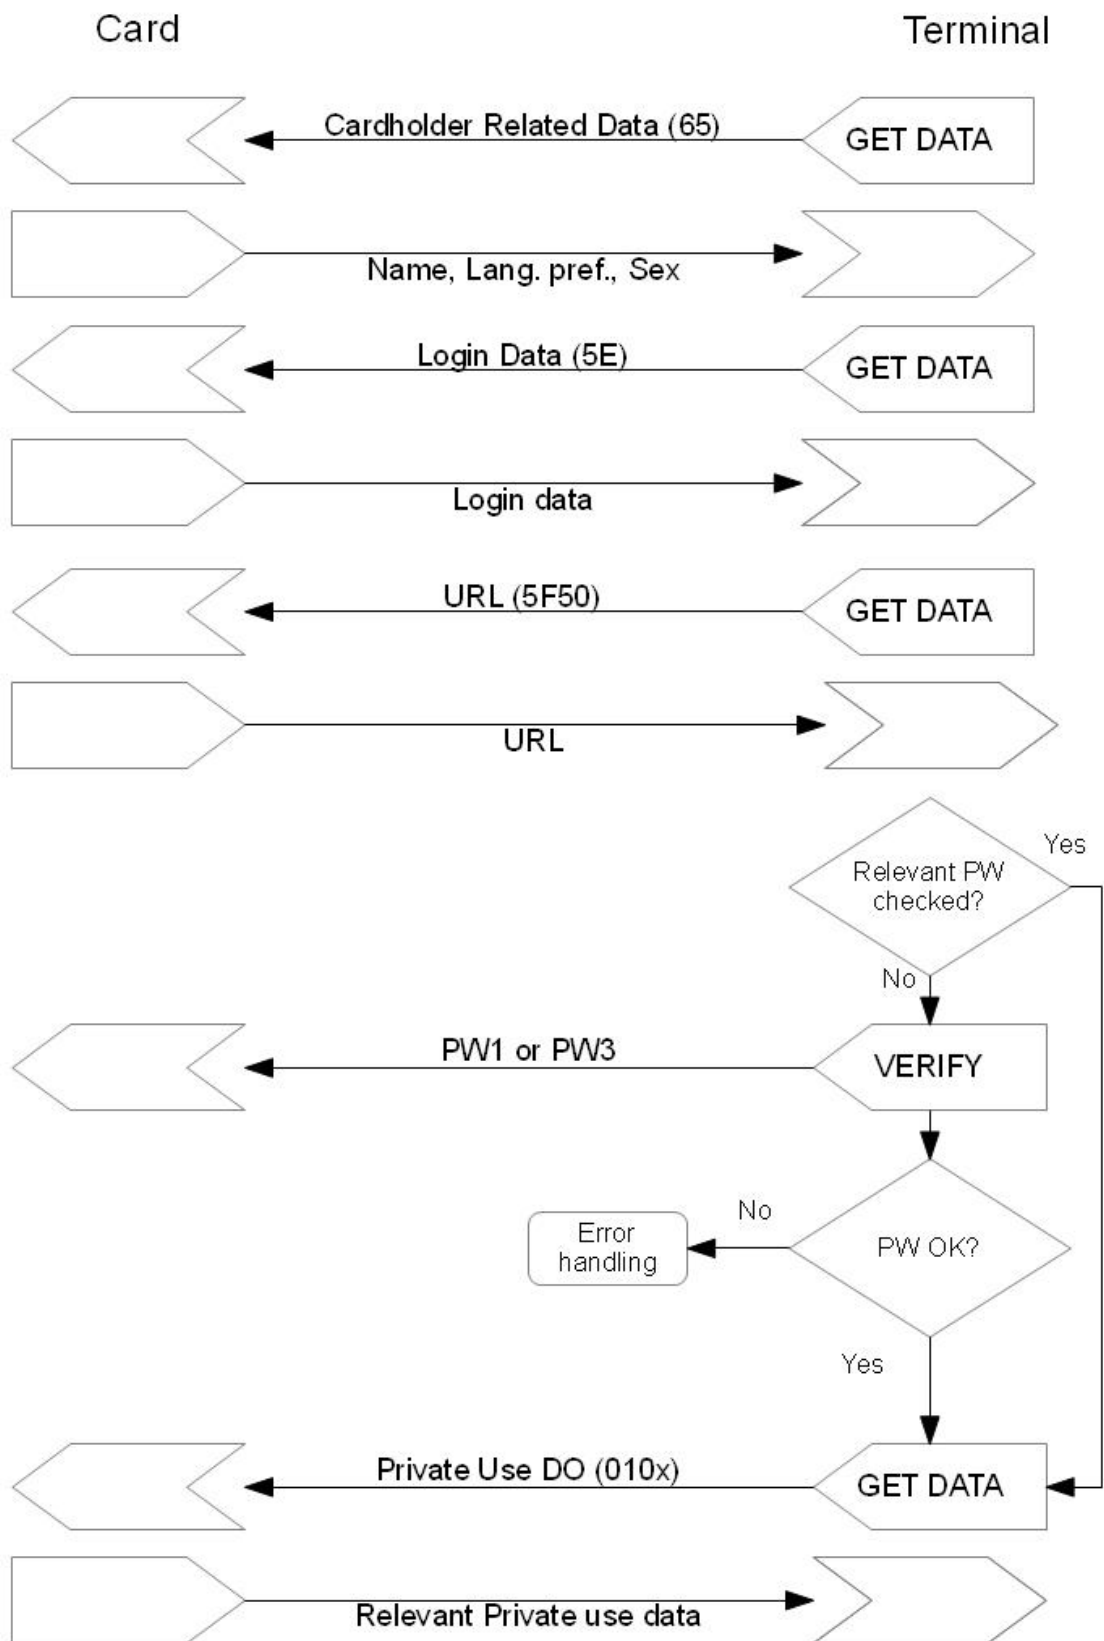 Card
Terminal
Cardholder Related Data (65)
GET DATA
Name, Lang. pref., Sex
Login Data (5E)
GET DATA
Login data
URL (5F50)
GET DATA
URL
Relevant PW
checked?
Yes
No
PW1 or PW3
VERIFY
Error
handling
No
PW OK?
Yes
Private Use DO (010x)
GET DATA
Relevant Private use data